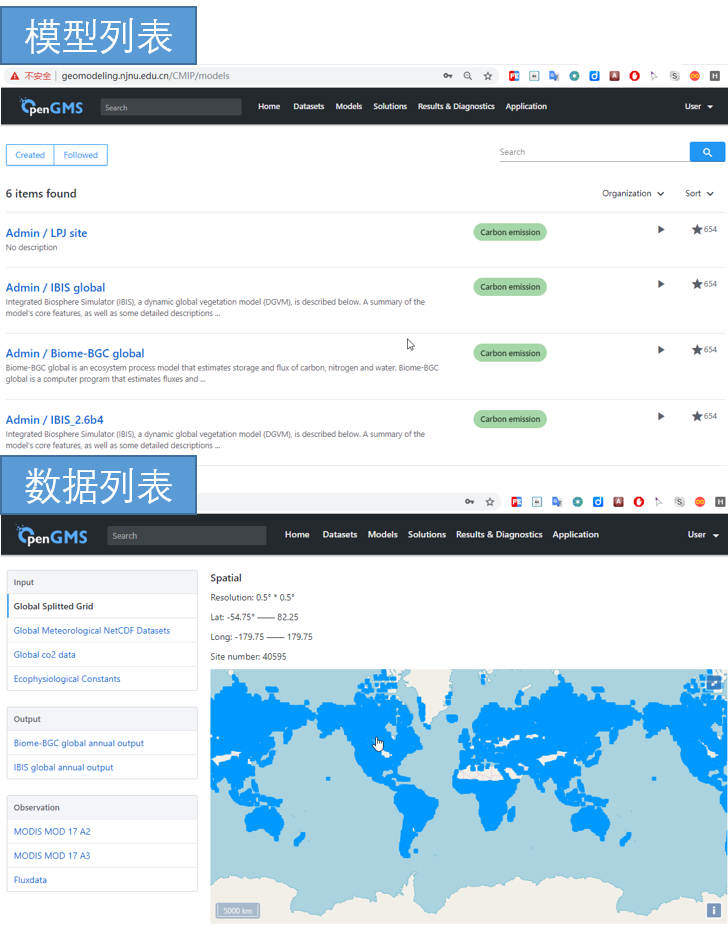 模型列表
不安全 | geomodeling.njnu.edu.cn/CMIP/models
OpenGMS Search Home Datasets Models Solutions Results & Diagnostics Application User
Created Followed Search
6 items found Organization Sort
Admin / LPJ site Carbon emission 654
No description
Admin / IBIS global Carbon emission 654
Integrated Biosphere Simulator (IBIS), a dynamic global vegetation model (DGVM), is described below. A summary of the
model's core features, as well as some detailed descriptions ...
Admin / Biome-BGC global Carbon emission 654
Biome-BGC global is an ecosystem process model that estimates storage and flux of carbon, nitrogen and water. Biome-BGC
global is a computer program that estimates fluxes and ...
Admin / IBIS_2.6b4 Carbon emission 654
Integrated Biosphere Simulator (IBIS), a dynamic global vegetation model (DGVM), is described below. A summary of the
model's core features, as well as some detailed descriptions ...
数据列表
OpenGMS Search Home Datasets Models Solutions Results & Diagnostics Application User
Input
Global Splitted Grid
Global Meteorological NetCDF Datasets
Global co2 data
Ecophysiological Constants
Output
Biome-BGC global annual output
IBIS global annual output
Observation
MODIS MOD 17 A2
MODIS MOD 17 A3
Fluxdata
Spatial
Resolution: 0.5° * 0.5°
Lat: -54.75° —— 82.25
Long: -179.75 —— 179.75
Site number: 40595
5000 km
i